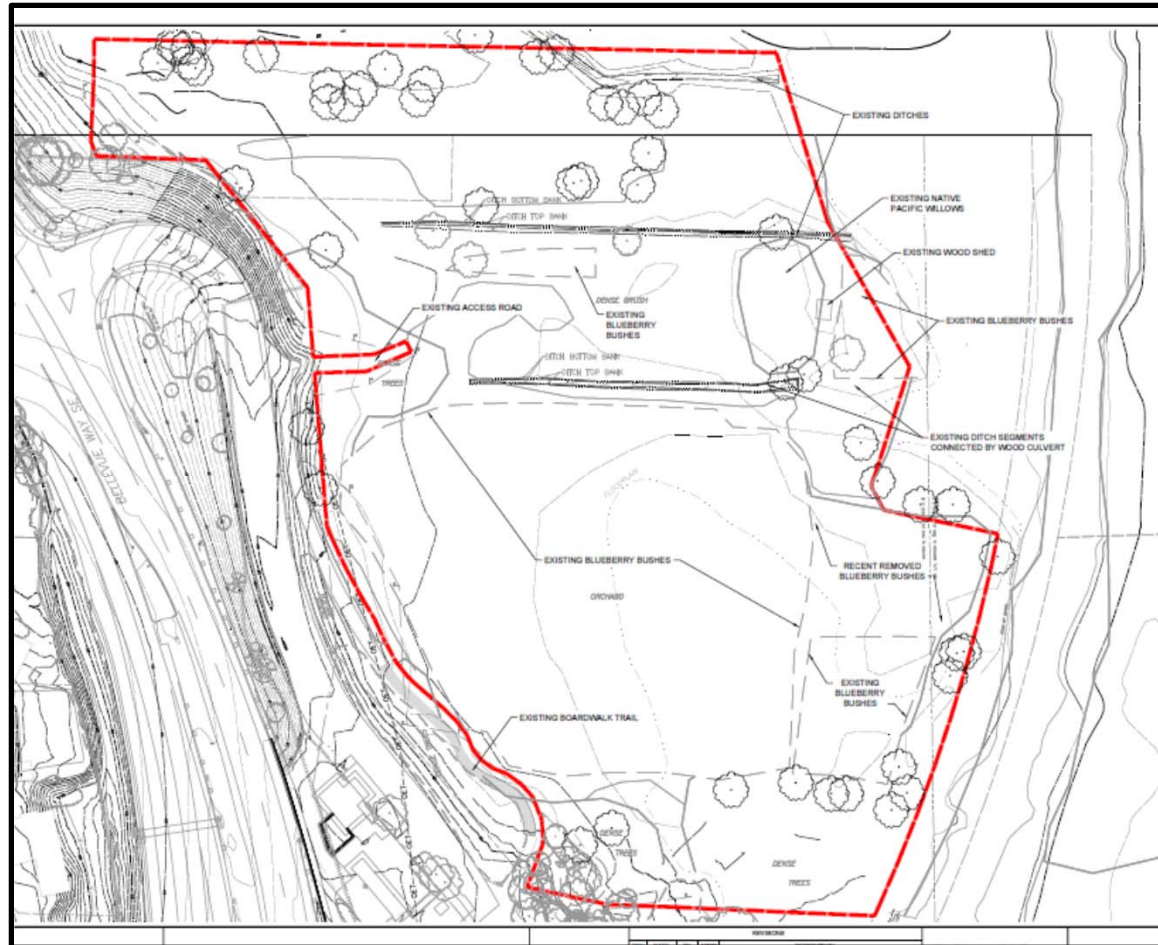 EXISTING DITCHES
EXISTING NATIVE
PACIFIC WILLOWS
DITCH BOTTOM BANK
DITCH TOP BANK
EXISTING WOOD SHED
DENSE BRUSH
EXISTING ACCESS ROAD
EXISTING
BLUEBERRY
BUSHES
EXISTING BLUEBERRY BUSHES
DITCH BOTTOM BANK
DITCH TOP BANK
TREES
EXISTING DITCH SEGMENTS
CONNECTED BY WOOD CULVERT
BELLEVUE WAY SE
FLOODPLAIN
EXISTING BLUEBERRY BUSHES
RECENT REMOVED
BLUEBERRY BUSHES
ORCHARD
EXISTING
BLUEBERRY
BUSHES
EXISTING BOARDWALK TRAIL
DENSE
TREES
DENSE
TREES
REVISIONS